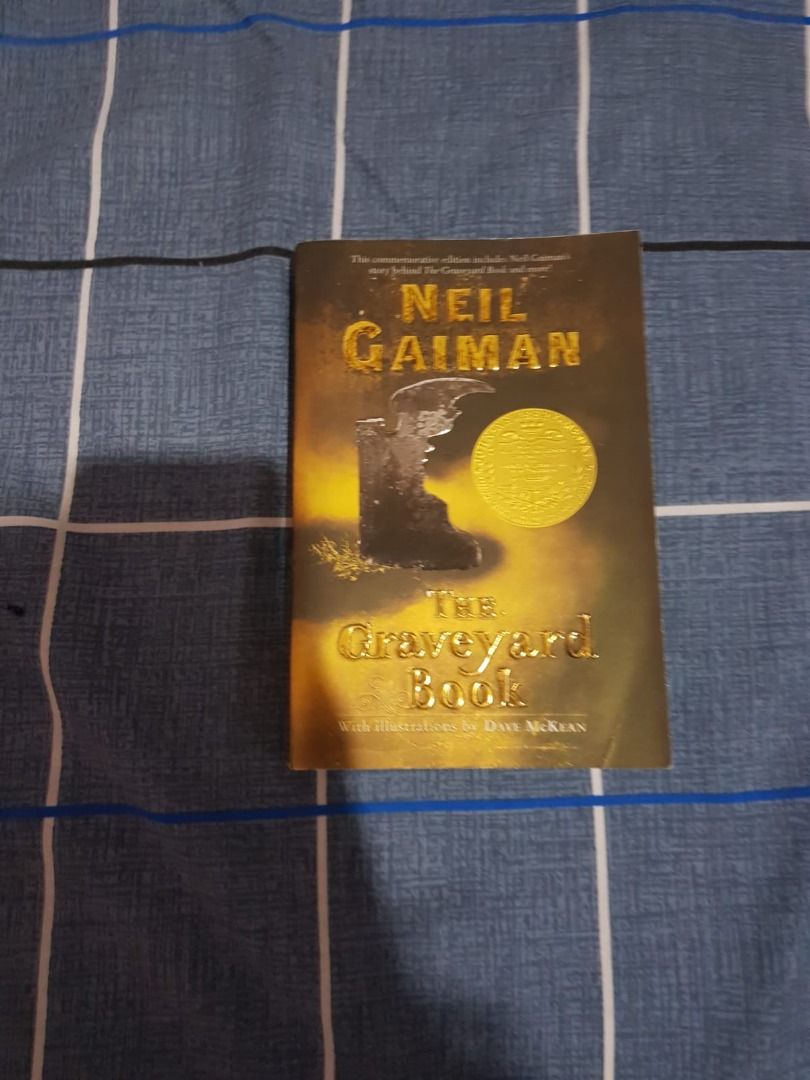 This commemorative edition includes Neil Gaiman's
story behind The Graveyard Book and more!
NEIL
GAIMAN
THE
Graveyard
Book
With illustrations by DAVE MCKEAN